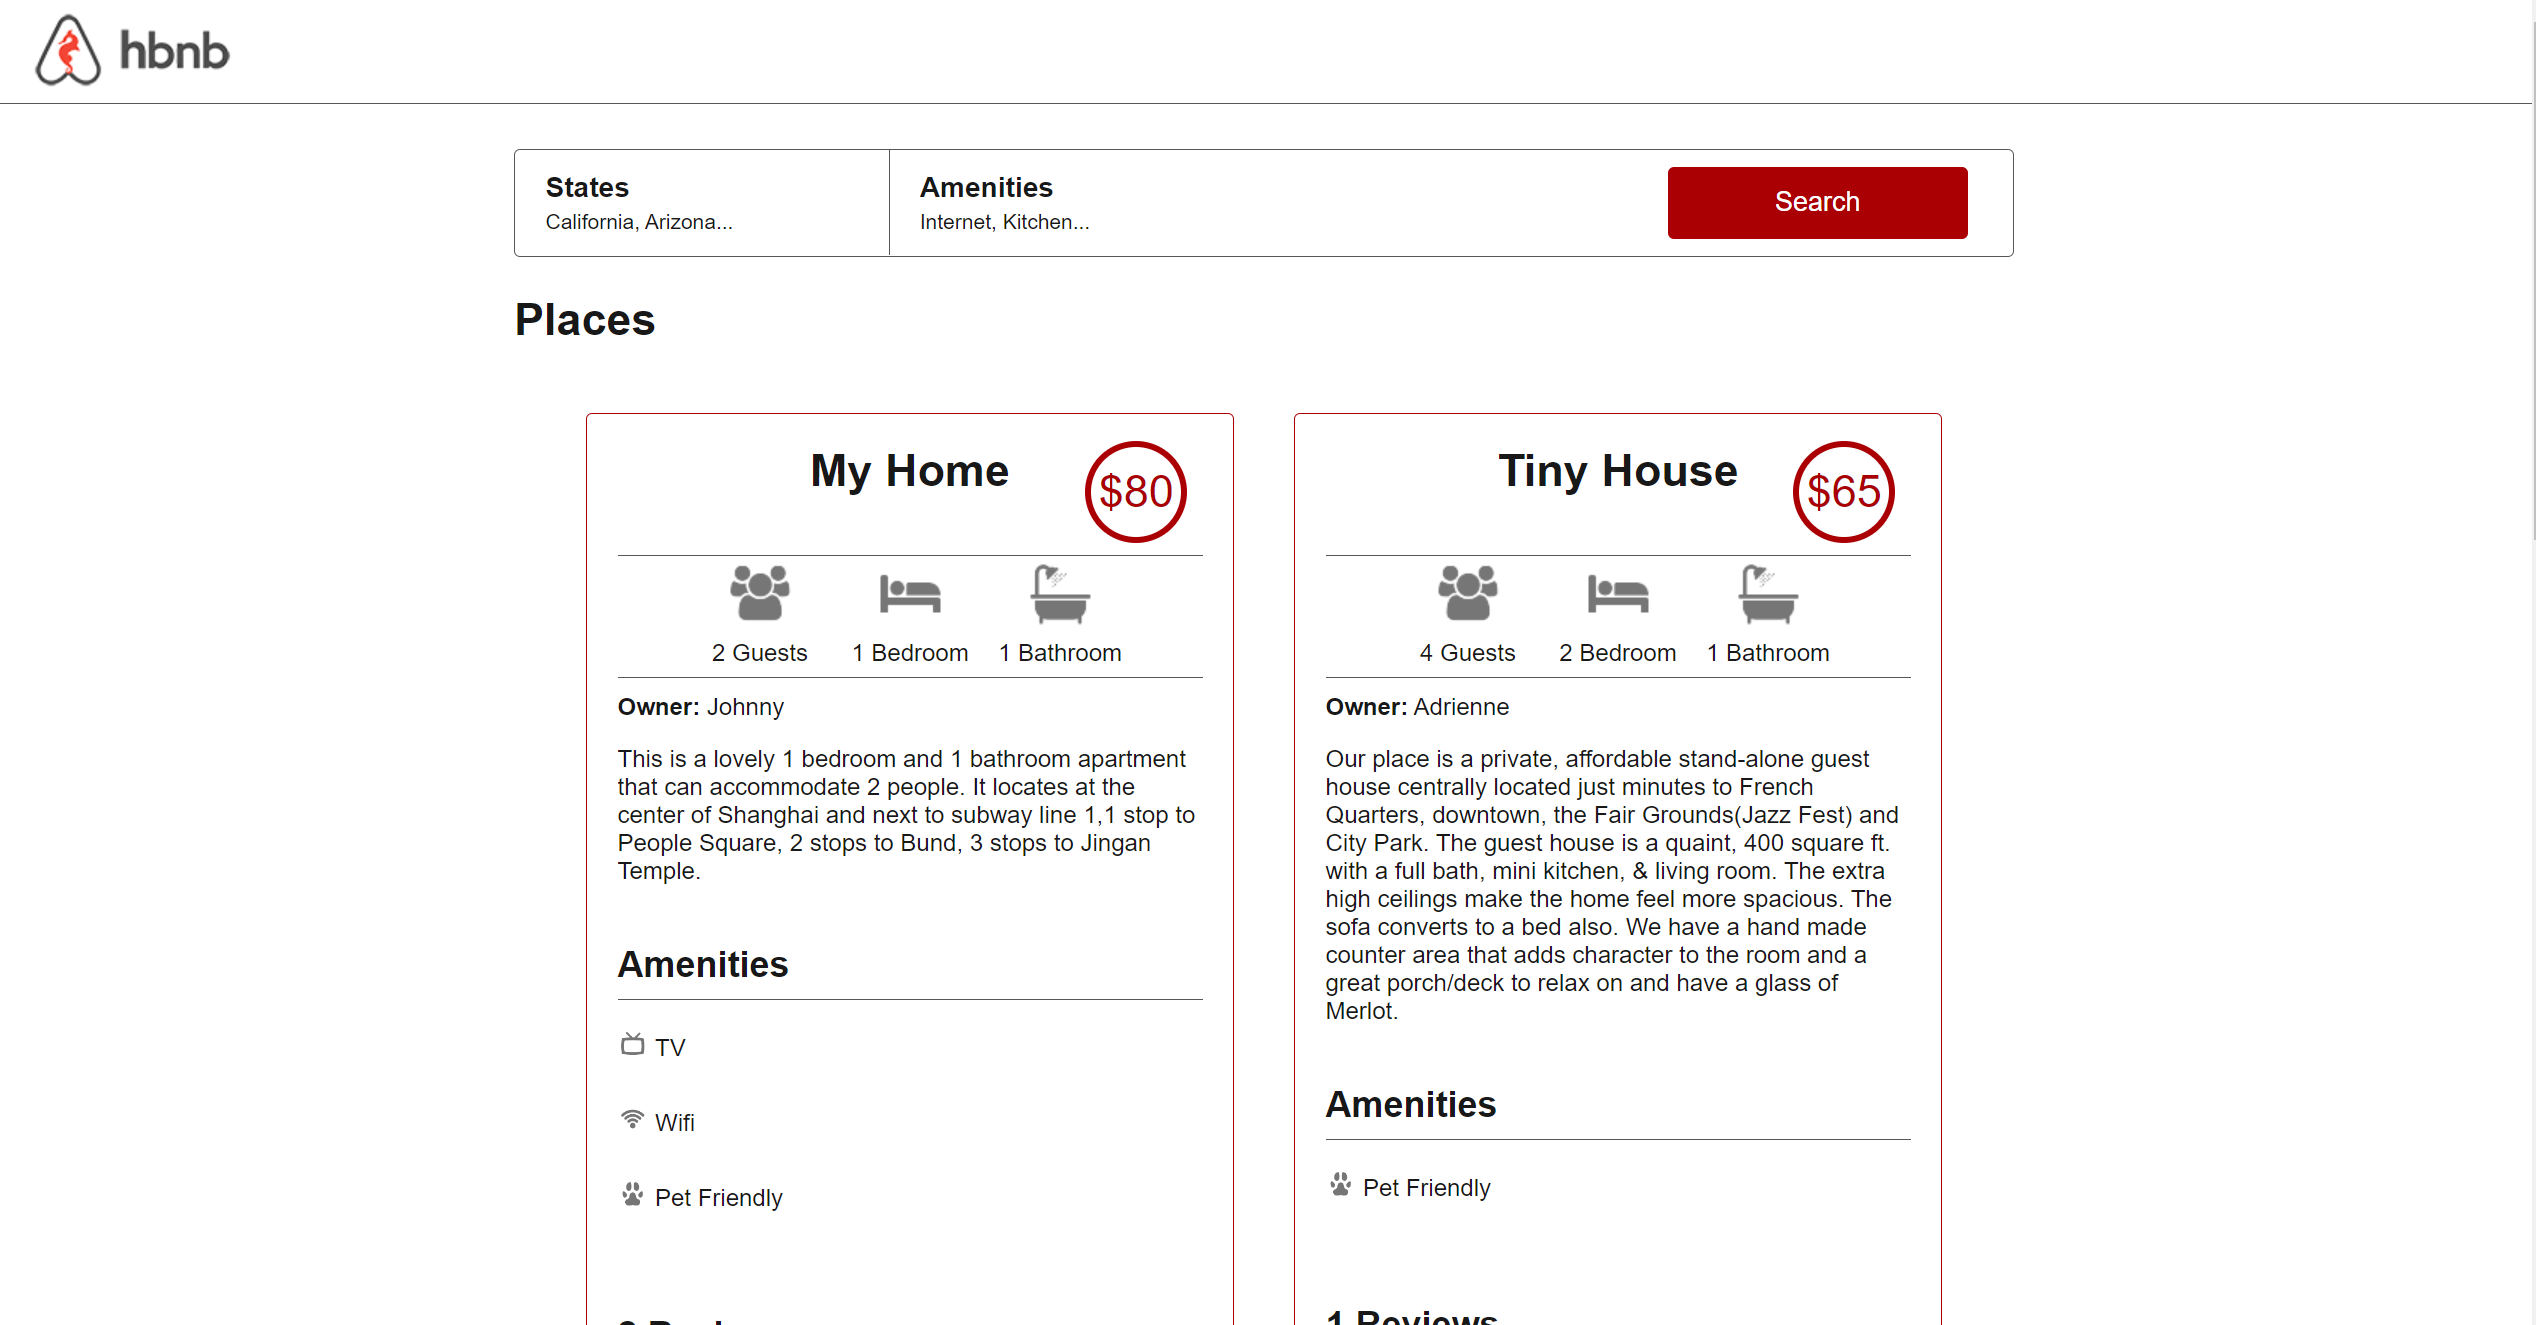 hbnb
States
California, Arizona...
Amenities
Internet, Kitchen...
Search
Places
My Home
$80
2 Guests
1 Bedroom
1 Bathroom
Owner: Johnny
This is a lovely 1 bedroom and 1 bathroom apartment
that can accommodate 2 people. It locates at the
center of Shanghai and next to subway line 1,1 stop to
People Square, 2 stops to Bund, 3 stops to Jingan
Temple.
Amenities
TV
Wifi
Pet Friendly
Tiny House
$65
4 Guests
2 Bedroom
1 Bathroom
Owner: Adrienne
Our place is a private, affordable stand-alone guest
house centrally located just minutes to French
Quarters, downtown, the Fair Grounds(Jazz Fest) and
City Park. The guest house is a quaint, 400 square ft.
with a full bath, mini kitchen, & living room. The extra
high ceilings make the home feel more spacious. The
sofa converts to a bed also. We have a hand made
counter area that adds character to the room and a
great porch/deck to relax on and have a glass of
Merlot.
Amenities
Pet Friendly
1 Reviews